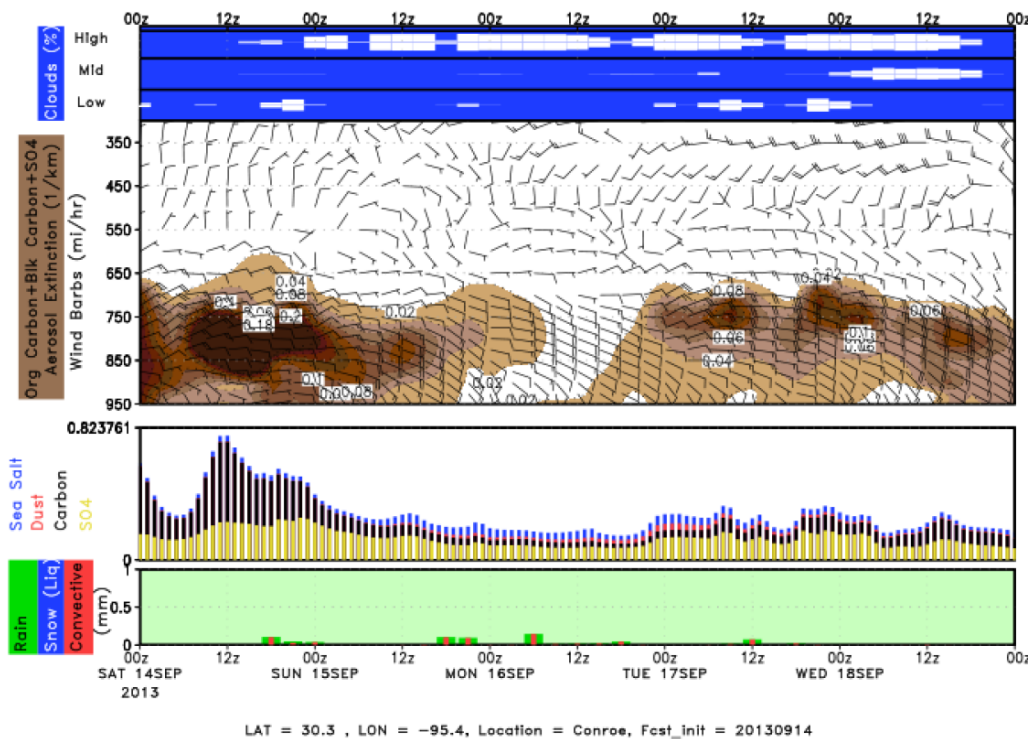 00z 12z 00z 12z 00z 12z 00z 12z 00z 12z 00z
Clouds (%)
High
Mid
Low
Org Carbon+Blk Carbon+SO4
Aerosol Extinction (1/km)
Wind Barbs (mi/hr)
350
450
550
650
750
850
950
0.04
0.08
0.2
0.18
0.02
0.02
0.08
0.06
0.04
0.04
0.06
0.823761
0
Sea Salt
Dust
Carbon
SO4
Rain
Snow (Liq)
Convective
(mm)
1
0.5
0
00z 12z 00z 12z 00z 12z 00z 12z 00z 12z 00z
SAT 14SEP SUN 15SEP MON 16SEP TUE 17SEP WED 18SEP
2013
LAT = 30.3 , LON = -95.4, Location = Conroe, Fcst_init = 20130914